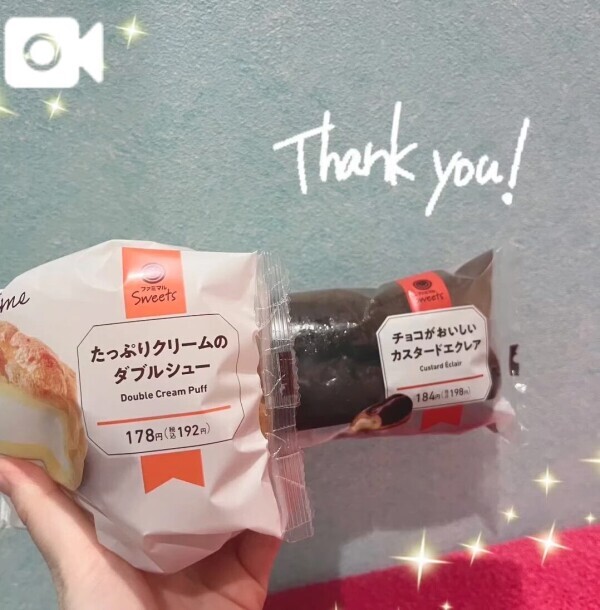 Thank you!
ファミマル
Sweets
たっぷりクリームの
ダブルシュー
Double Cream Puff
178円(税込192円)
Sweets
チョコがおいしい
カスタードエクレア
Custard Éclair
184円(税込198円)